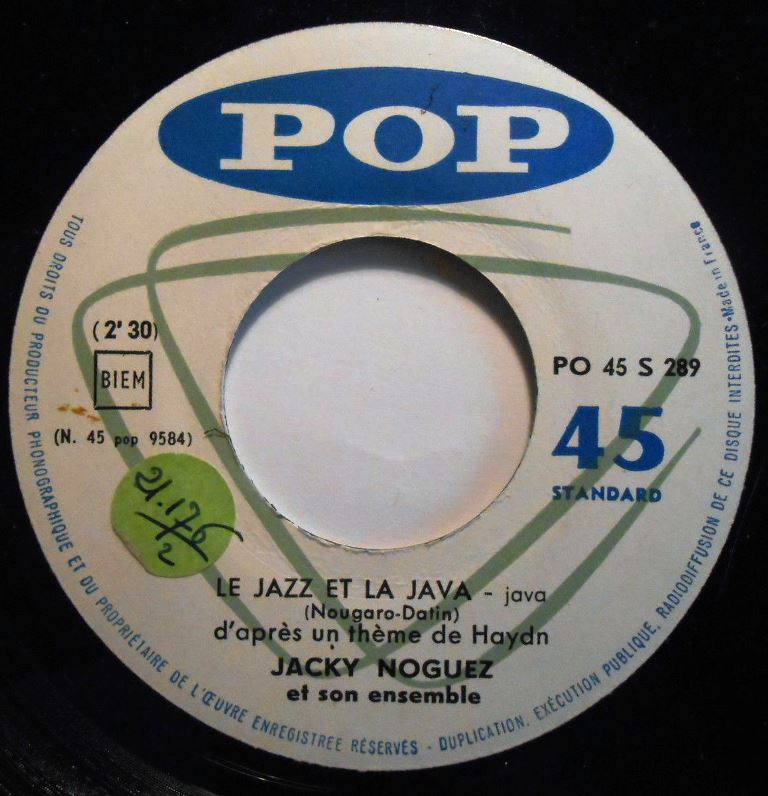 POP
(2' 30)
BIEM
(N. 45 pop 9584)
PO 45 S 289
45
STANDARD
21.176
2
LE JAZZ ET LA JAVA - java
(Nougaro-Datin)
d'après un thème de Haydn
JACKY NOGUEZ
et son ensemble
TOUS DROITS DU PRODUCTEUR PHONOGRAPHIQUE ET DU PROPRIÉTAIRE DE L'ŒUVRE ENREGISTREE RÉSERVÉS - DUPLICATION, EXÉCUTION PUBLIQUE, RADIODIFFUSION DE CE DISQUE INTERDITES • Made in France